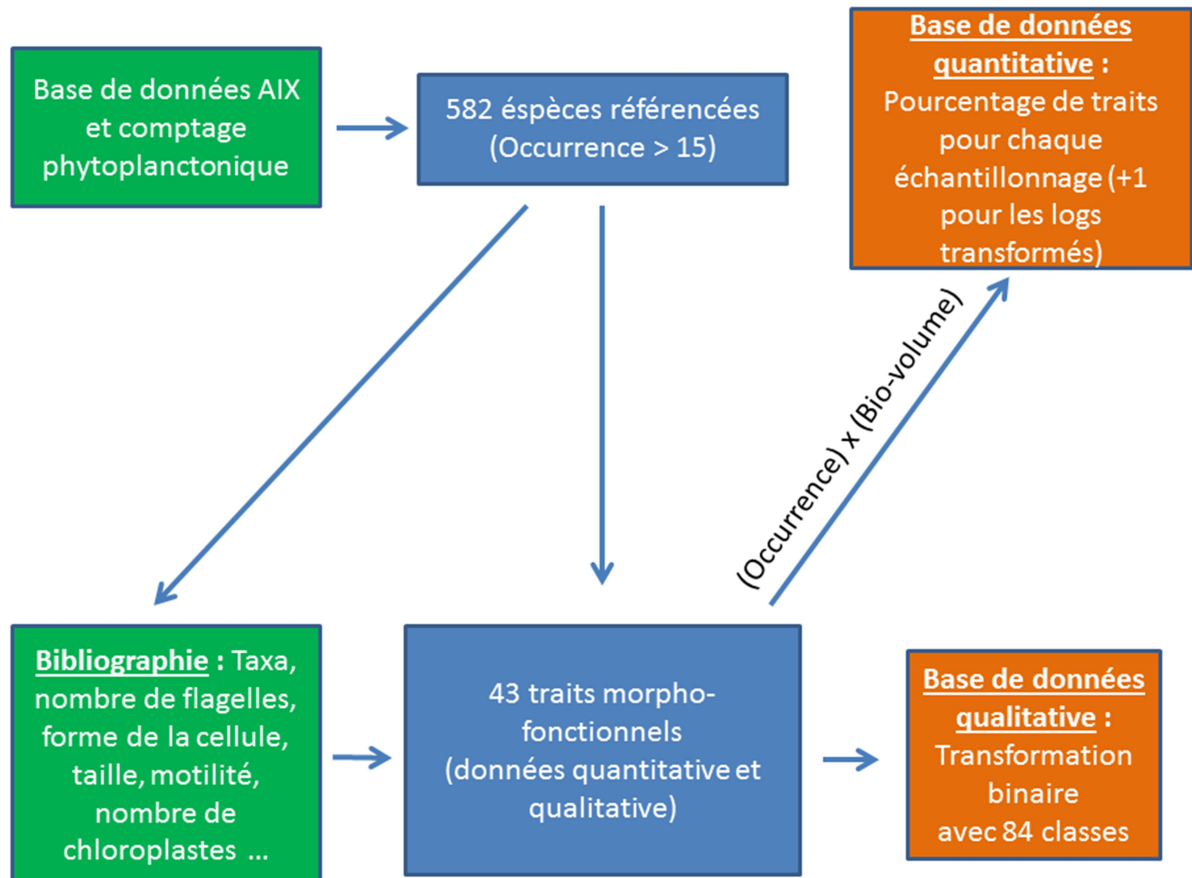 Base de données AIX
et comptage
phytoplanctonique
582 éspèces référencées
(Occurrence > 15)
Base de données
quantitative :
Pourcentage de traits
pour chaque
échantillonnage (+1
pour les logs
transformés)
(Occurrence) x (Bio-volume)
Bibliographie : Taxa,
nombre de flagelles,
forme de la cellule,
taille, motilité,
nombre de
chloroplastes ...
43 traits morpho-
fonctionnels
(données quantitative et
qualitative)
Base de données
qualitative :
Transformation
binaire
avec 84 classes